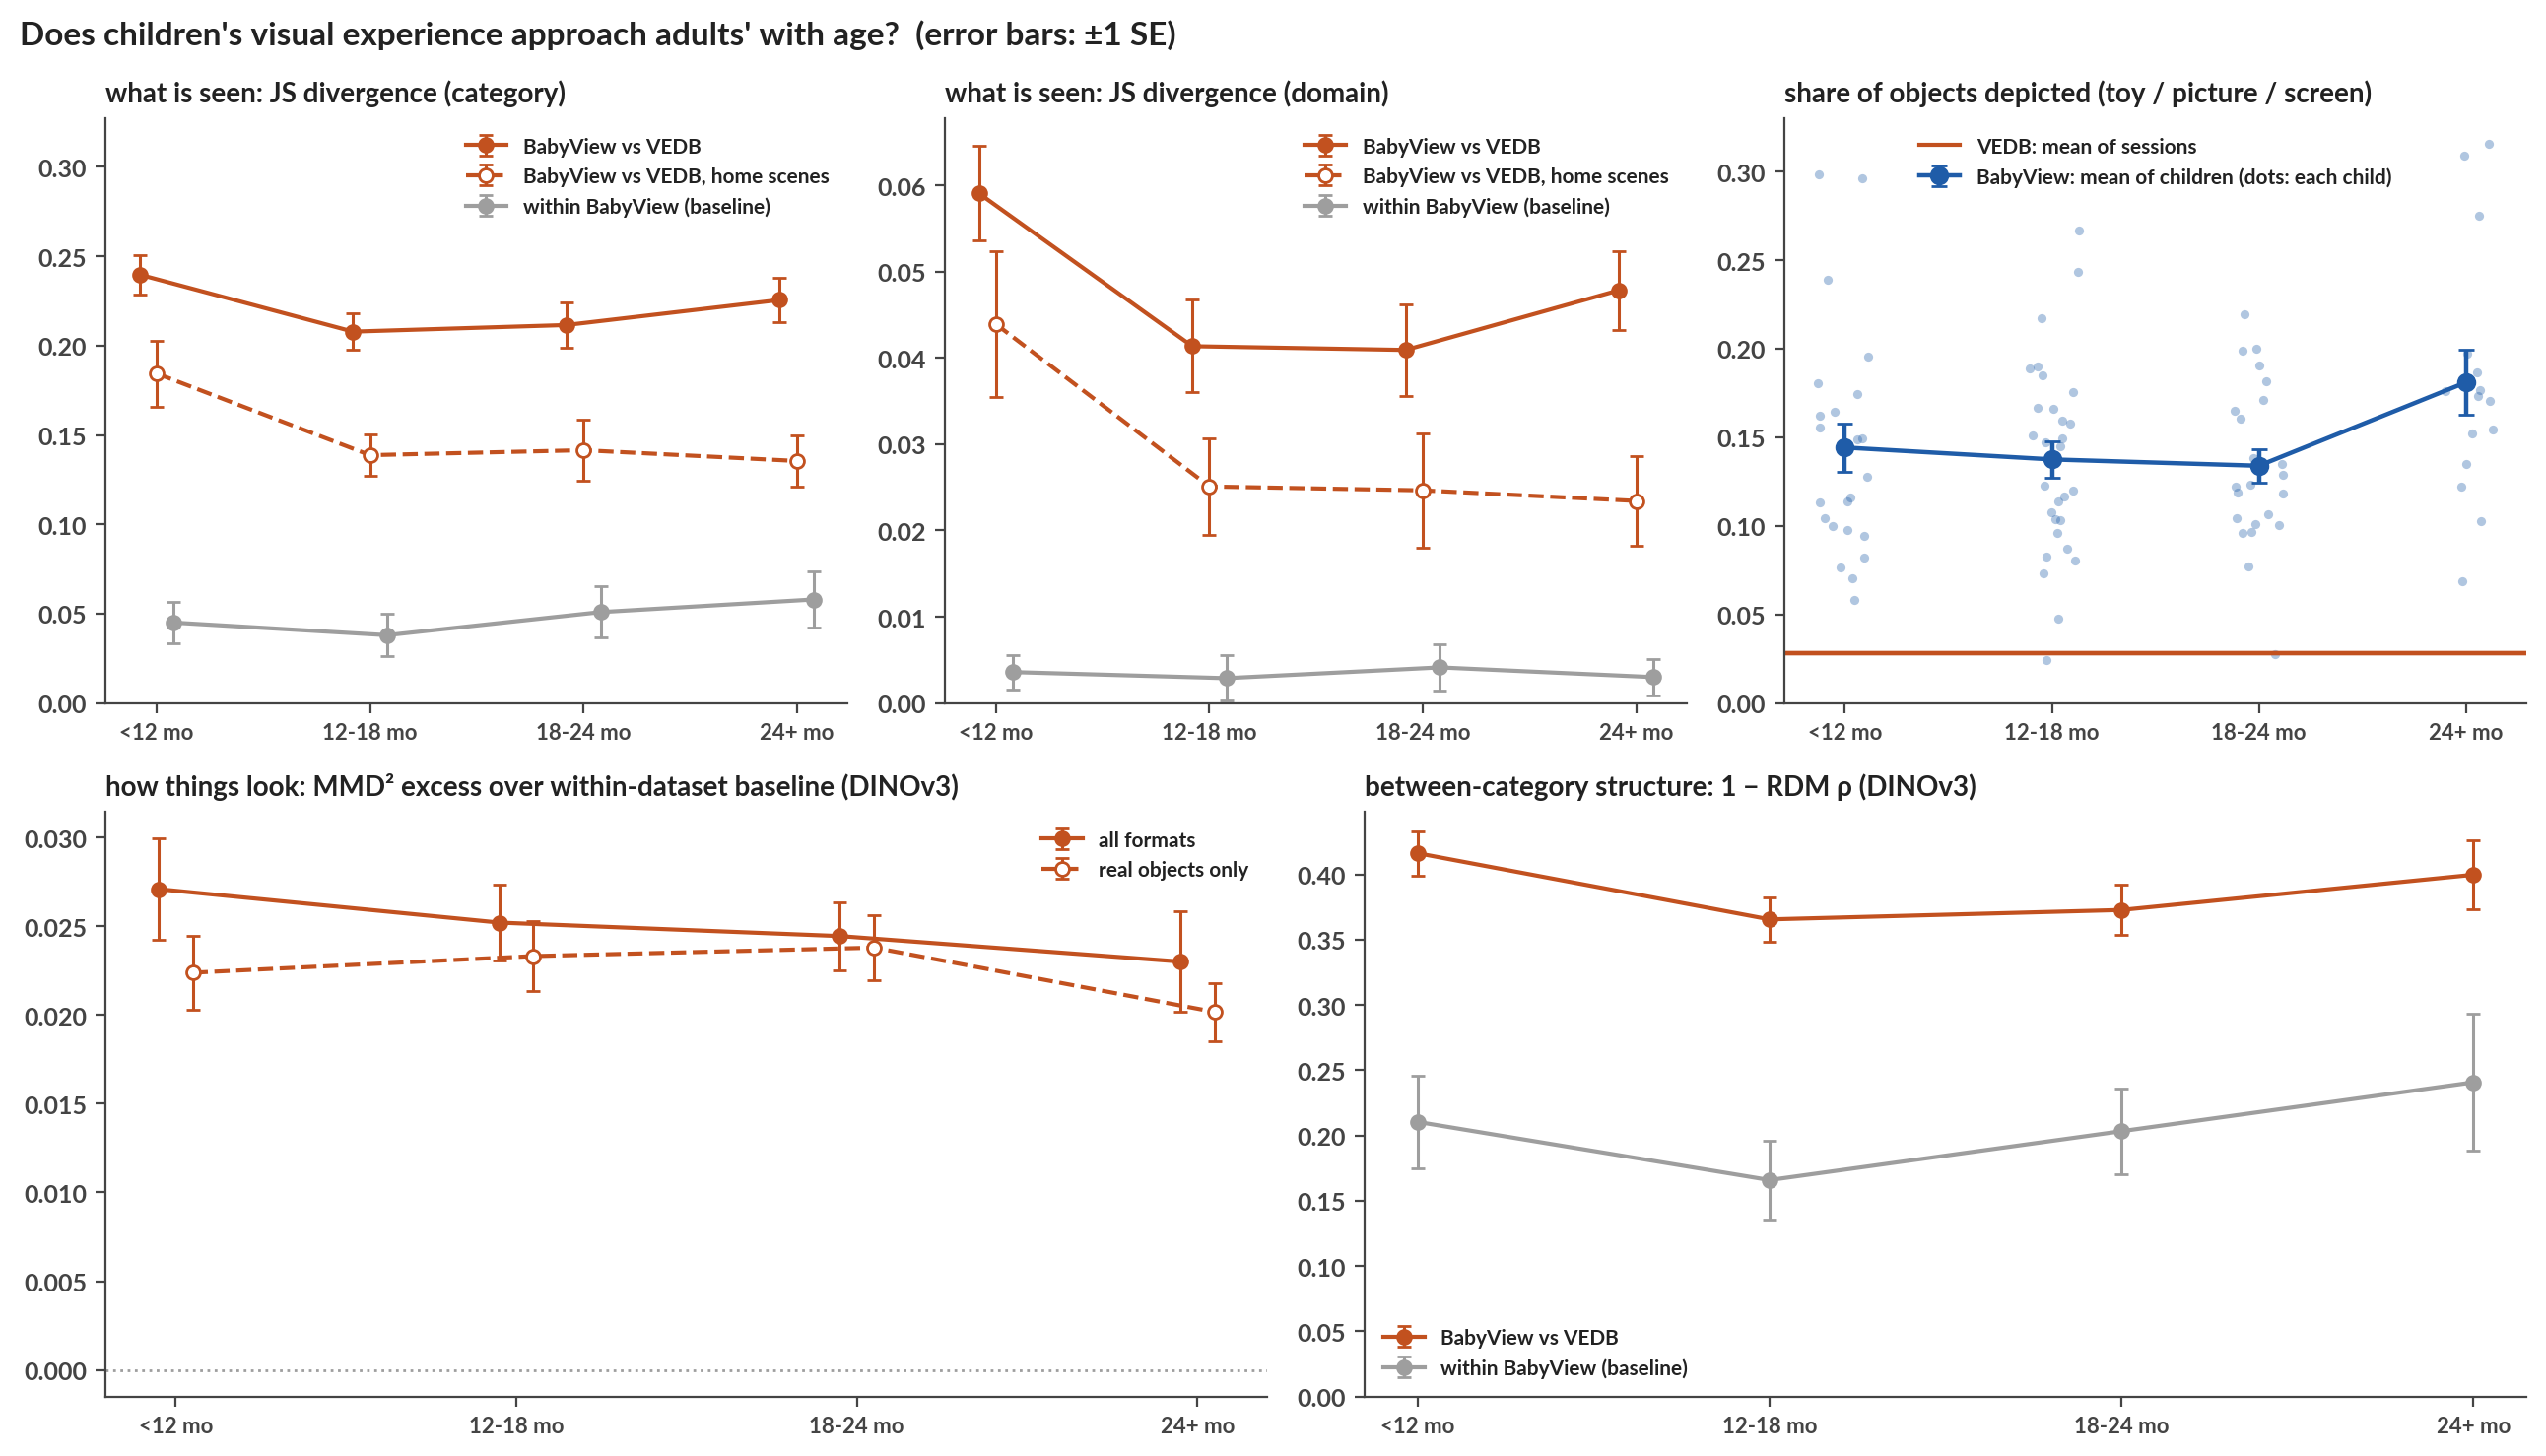 Does children's visual experience approach adults' with age?  (error bars: ±1 SE)
what is seen: JS divergence (category)
BabyView vs VEDB
BabyView vs VEDB, home scenes
within BabyView (baseline)
0.30
0.25
0.20
0.15
0.10
0.05
0.00
<12 mo
12-18 mo
18-24 mo
24+ mo
what is seen: JS divergence (domain)
BabyView vs VEDB
BabyView vs VEDB, home scenes
within BabyView (baseline)
0.06
0.05
0.04
0.03
0.02
0.01
0.00
<12 mo
12-18 mo
18-24 mo
24+ mo
share of objects depicted (toy / picture / screen)
VEDB: mean of sessions
BabyView: mean of children (dots: each child)
0.30
0.25
0.20
0.15
0.10
0.05
0.00
<12 mo
12-18 mo
18-24 mo
24+ mo
how things look: MMD² excess over within-dataset baseline (DINOv3)
all formats
real objects only
0.030
0.025
0.020
0.015
0.010
0.005
0.000
<12 mo
12-18 mo
18-24 mo
24+ mo
between-category structure: 1 − RDM ρ (DINOv3)
0.40
0.35
0.30
0.25
0.20
0.15
0.10
0.05
0.00
BabyView vs VEDB
within BabyView (baseline)
<12 mo
12-18 mo
18-24 mo
24+ mo